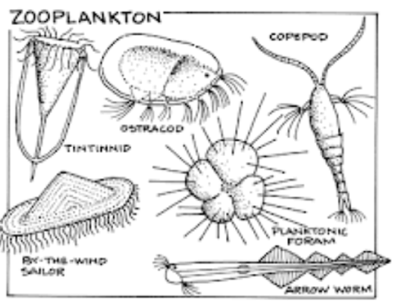 ZOOPLANKTON
COPEPOD
OSTRACOD
TINTINNID
PLANKTONIC
FORAM
BY-THE-WIND
SAILOR
ARROW WORM